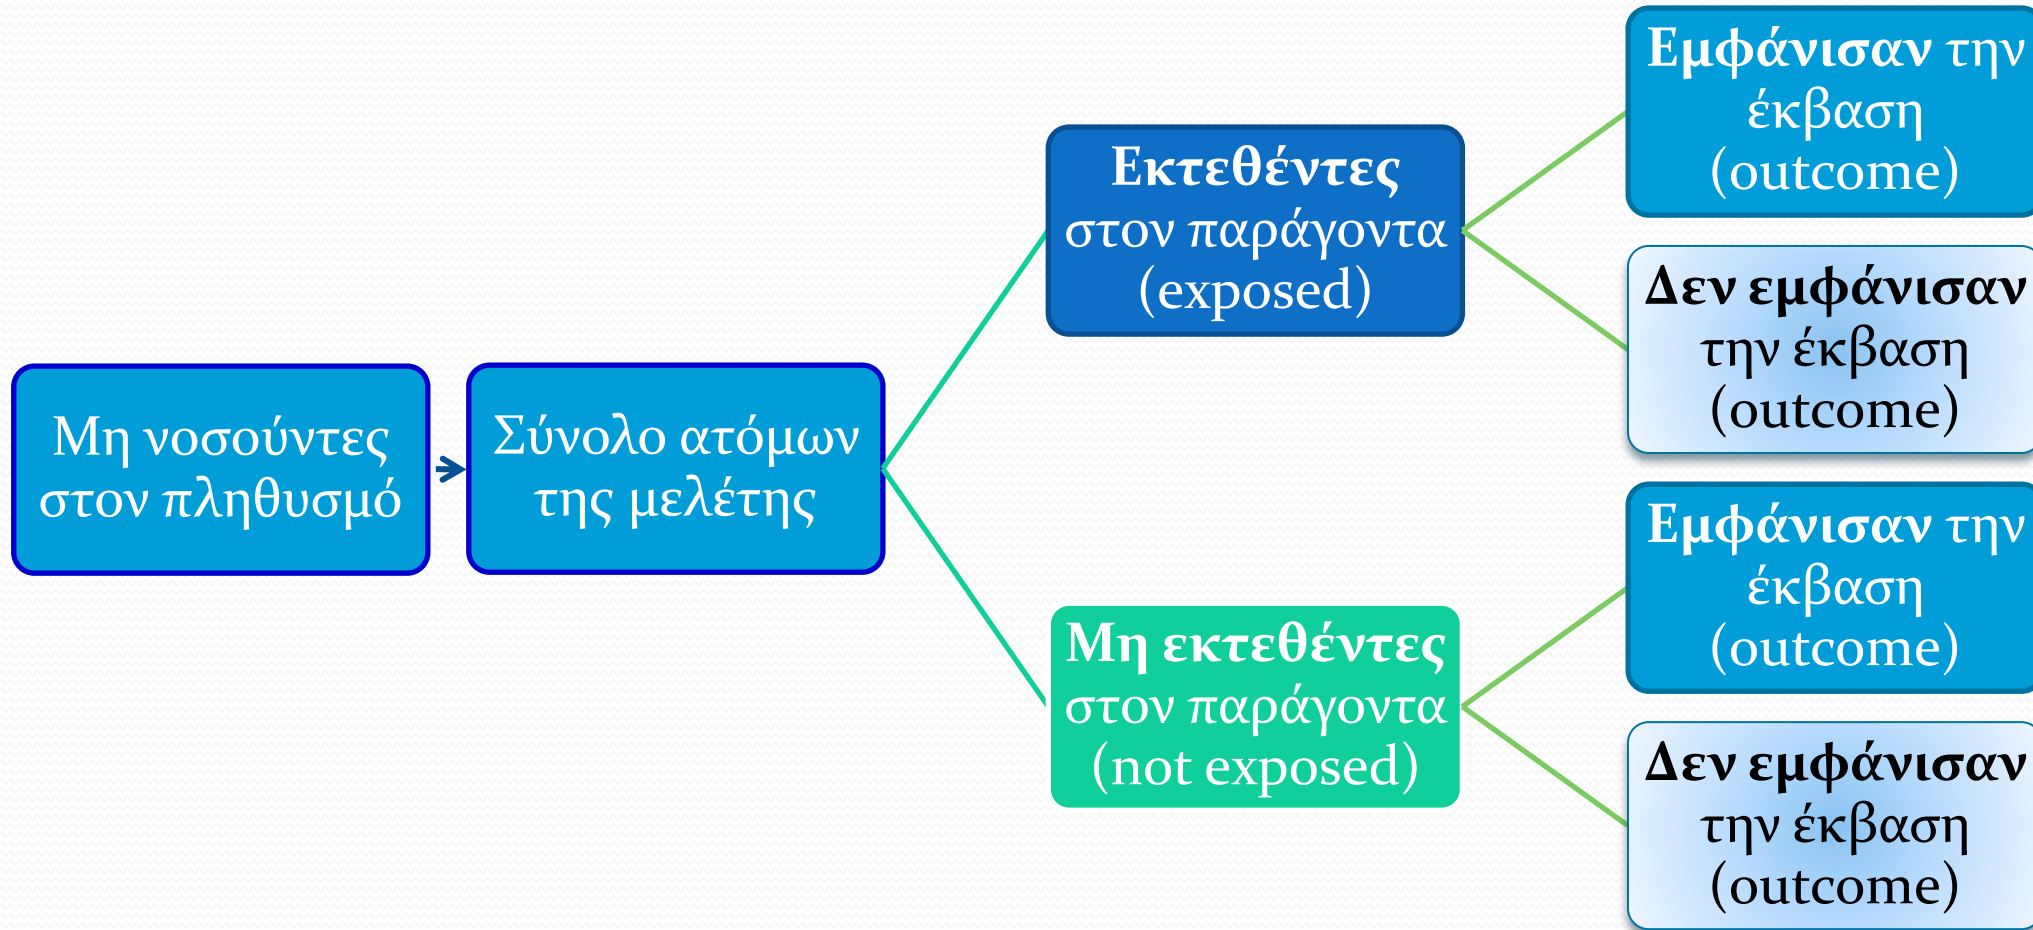 Μη νοσούντες
στον πληθυσμό
Σύνολο ατόμων
της μελέτης
Εκτεθέντες
στον παράγοντα
(exposed)
Εμφάνισαν την
έκβαση
(outcome)
Δεν εμφάνισαν
την έκβαση
(outcome)
Μη εκτεθέντες
στον παράγοντα
(not exposed)
Εμφάνισαν την
έκβαση
(outcome)
Δεν εμφάνισαν
την έκβαση
(outcome)